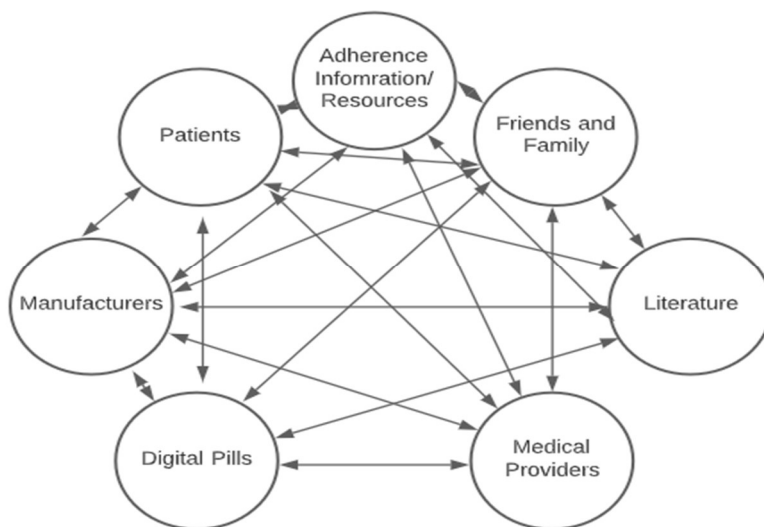 Adherence
Infomration/
Resources
Patients
Friends and
Family
Manufacturers
Literature
Digital Pills
Medical
Providers